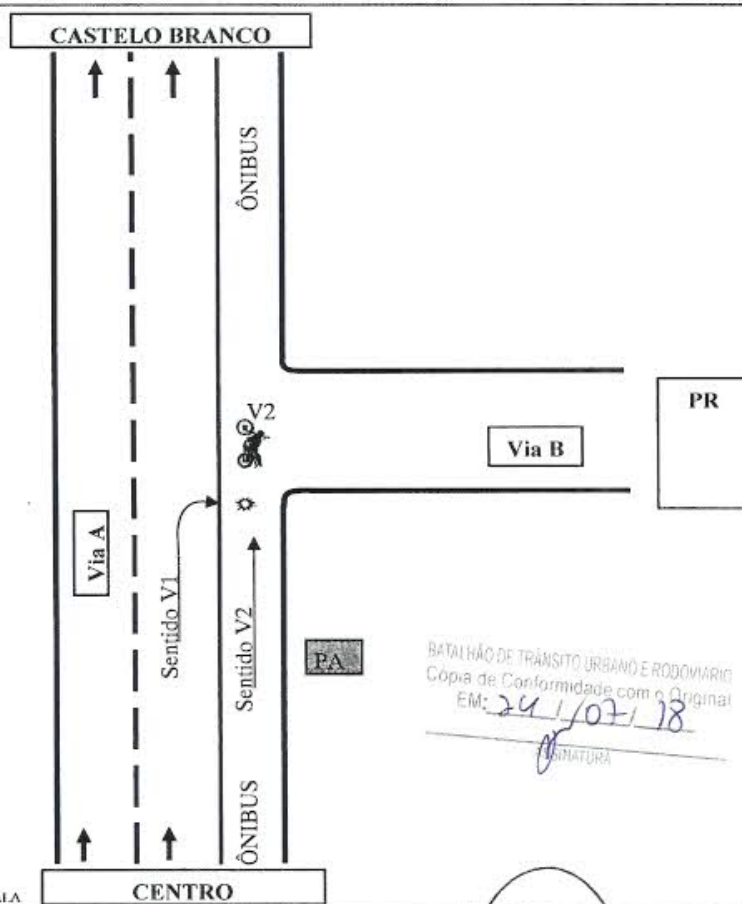 CASTELO BRANCO
ÔNIBUS
V2
PR
Via B
Via A
Sentido V1
Sentido V2
PA
BATALHÃO DE TRÂNSITO URBANO E RODOVIARIO
Cópia de Conformidade com o Original
EM: 24 / 07 / 18
ASSINATURA
ÔNIBUS
CENTRO